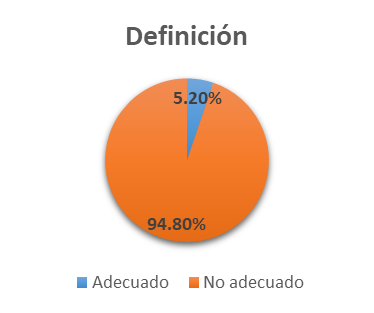 Definición
5.20%
94.80%
Adecuado No adecuado